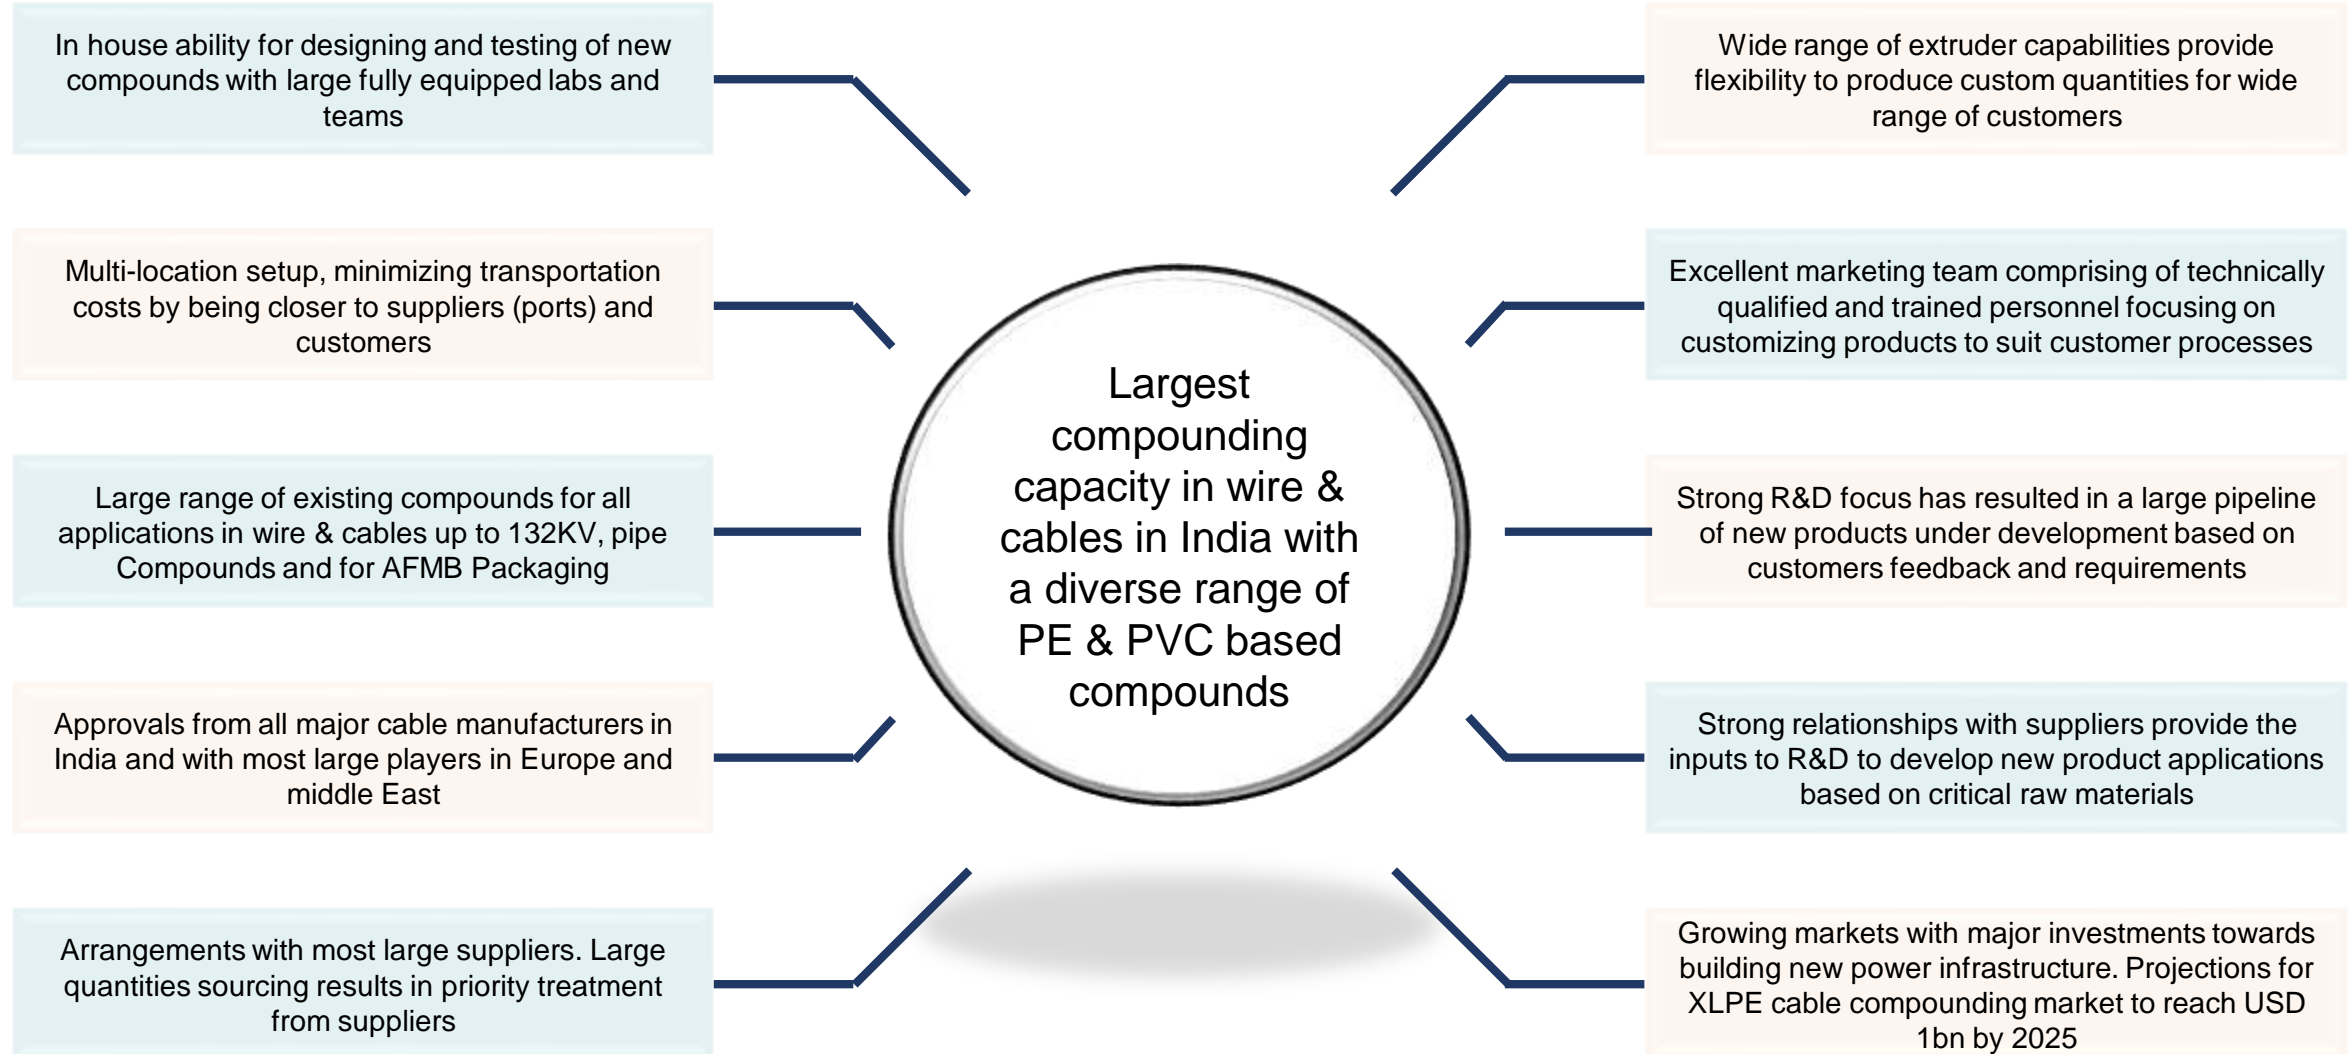 In house ability for designing and testing of new
compounds with large fully equipped labs and
teams
Multi-location setup, minimizing transportation
costs by being closer to suppliers (ports) and
customers
Large range of existing compounds for all
applications in wire & cables up to 132KV, pipe
Compounds and for AFMB Packaging
Approvals from all major cable manufacturers in
India and with most large players in Europe and
middle East
Arrangements with most large suppliers. Large
quantities sourcing results in priority treatment
from suppliers
Largest
compounding
capacity in wire &
cables in India with
a diverse range of
PE & PVC based
compounds
Wide range of extruder capabilities provide
flexibility to produce custom quantities for wide
range of customers
Excellent marketing team comprising of technically
qualified and trained personnel focusing on
customizing products to suit customer processes
Strong R&D focus has resulted in a large pipeline
of new products under development based on
customers feedback and requirements
Strong relationships with suppliers provide the
inputs to R&D to develop new product applications
based on critical raw materials
Growing markets with major investments towards
building new power infrastructure. Projections for
XLPE cable compounding market to reach USD
1bn by 2025